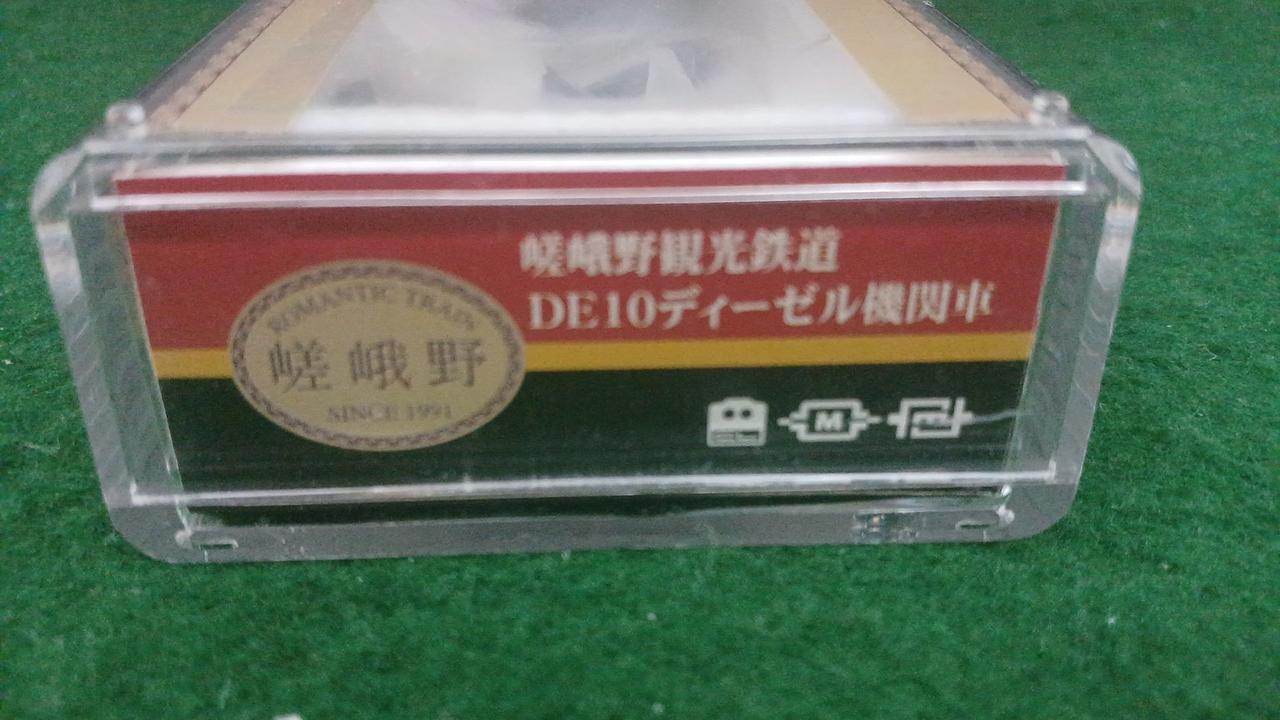 嵯峨野観光鉄道
DE10ディーゼル機関車
ROMANTIC TRAIN
嵯峨野
SINCE 1991
M